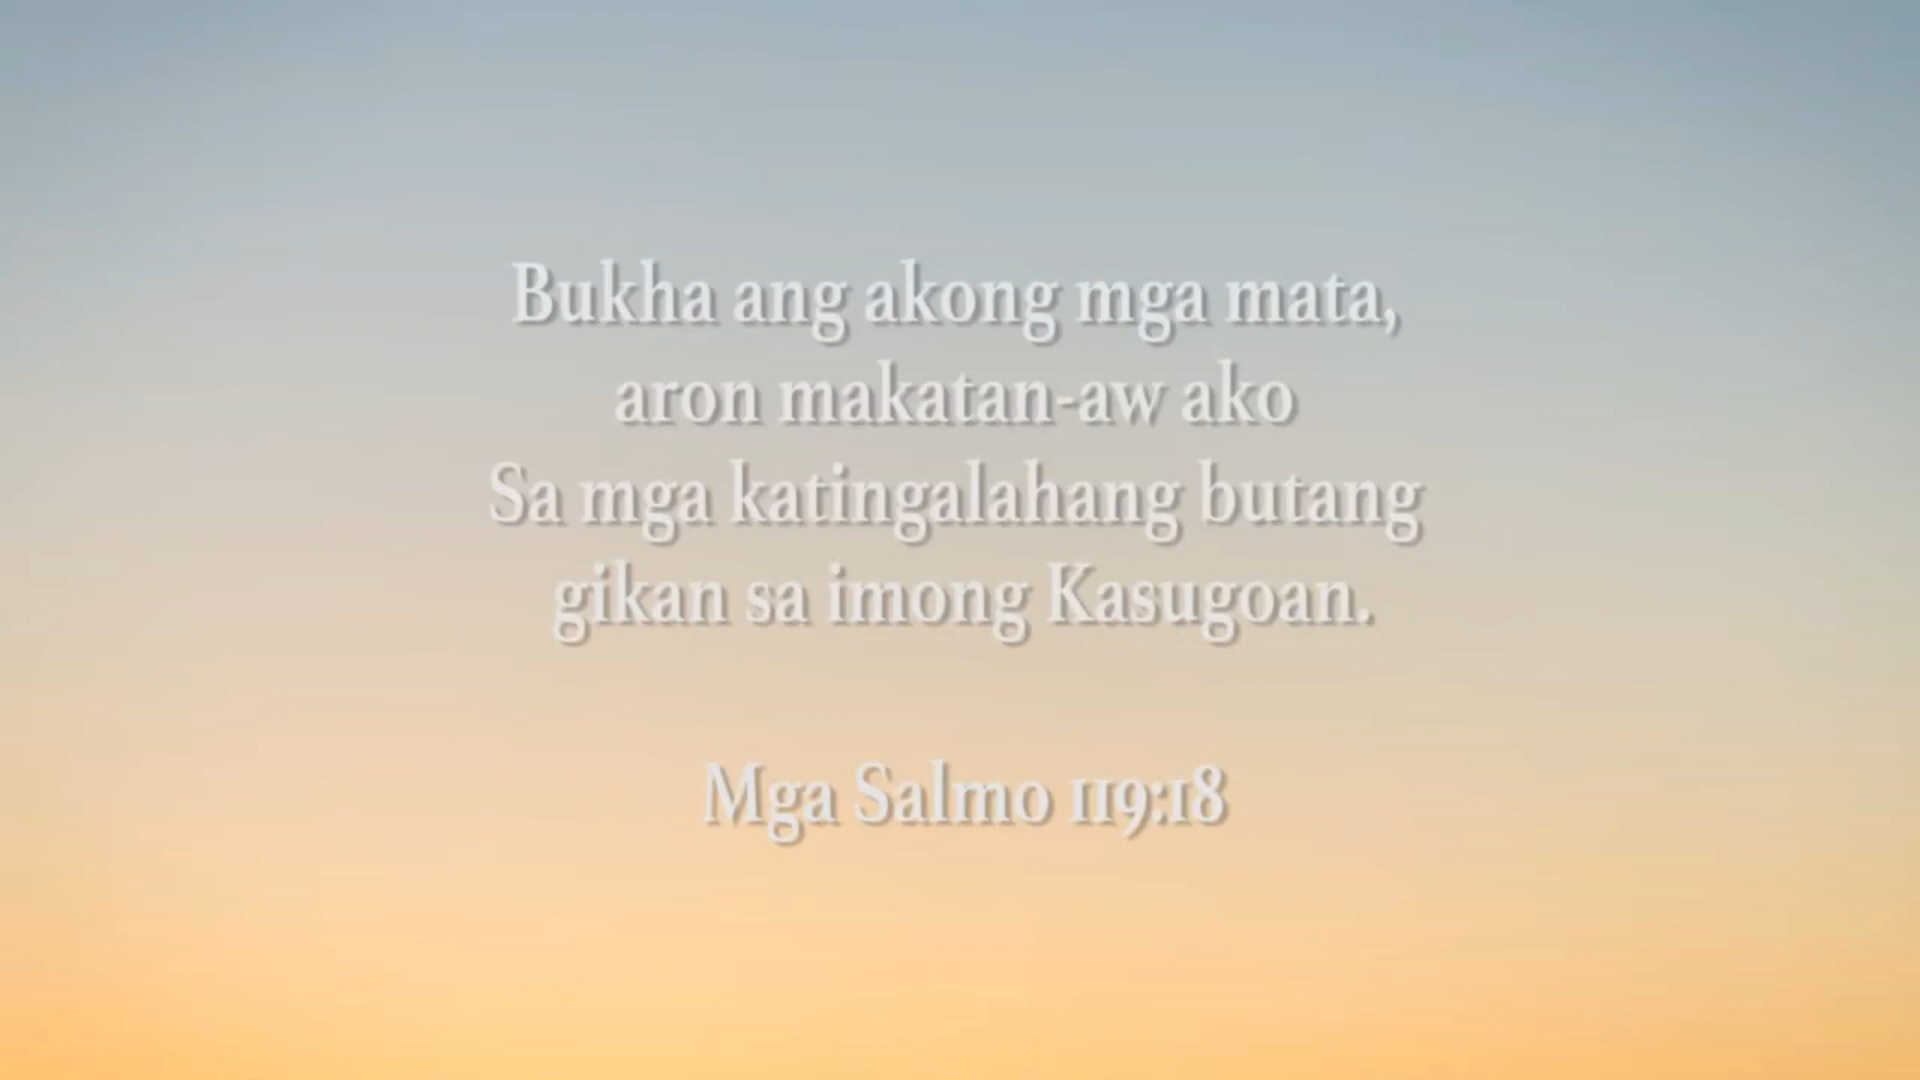 Bukha ang akong mga mata,
aron makatan-aw ako
Sa mga katingalahang butang
gikan sa imong Kasugoan.
Mga Salmo 119:18